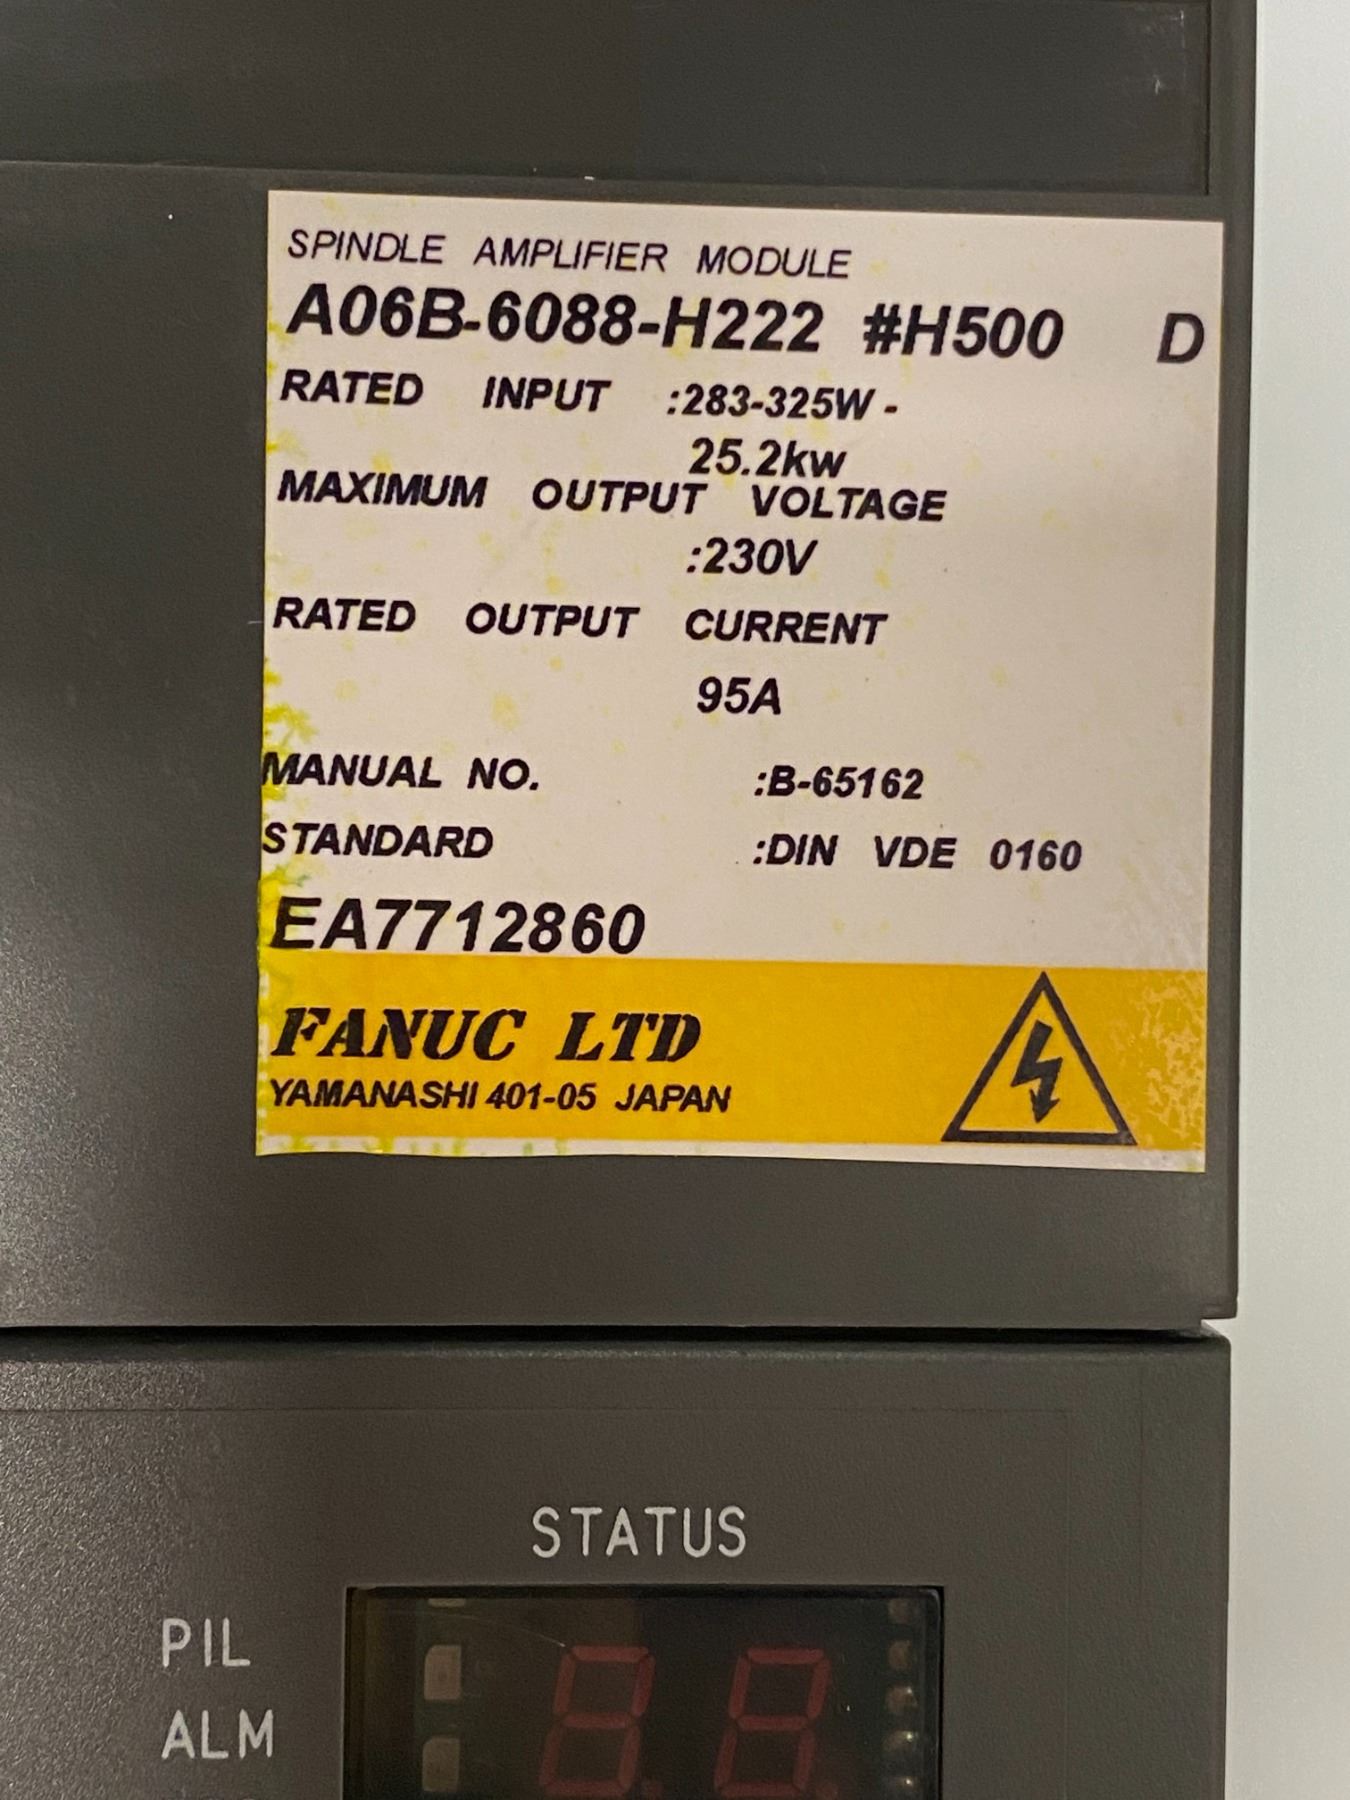 SPINDLE AMPLIFIER MODULE
A06B-6088-H222 #H500 D
RATED INPUT :283-325W -
25.2kw
MAXIMUM OUTPUT VOLTAGE
:230V
RATED OUTPUT CURRENT
95A
MANUAL NO. :B-65162
STANDARD :DIN VDE 0160
EA7712860
FANUC LTD
YAMANASHI 401-05 JAPAN
STATUS
PIL
ALM